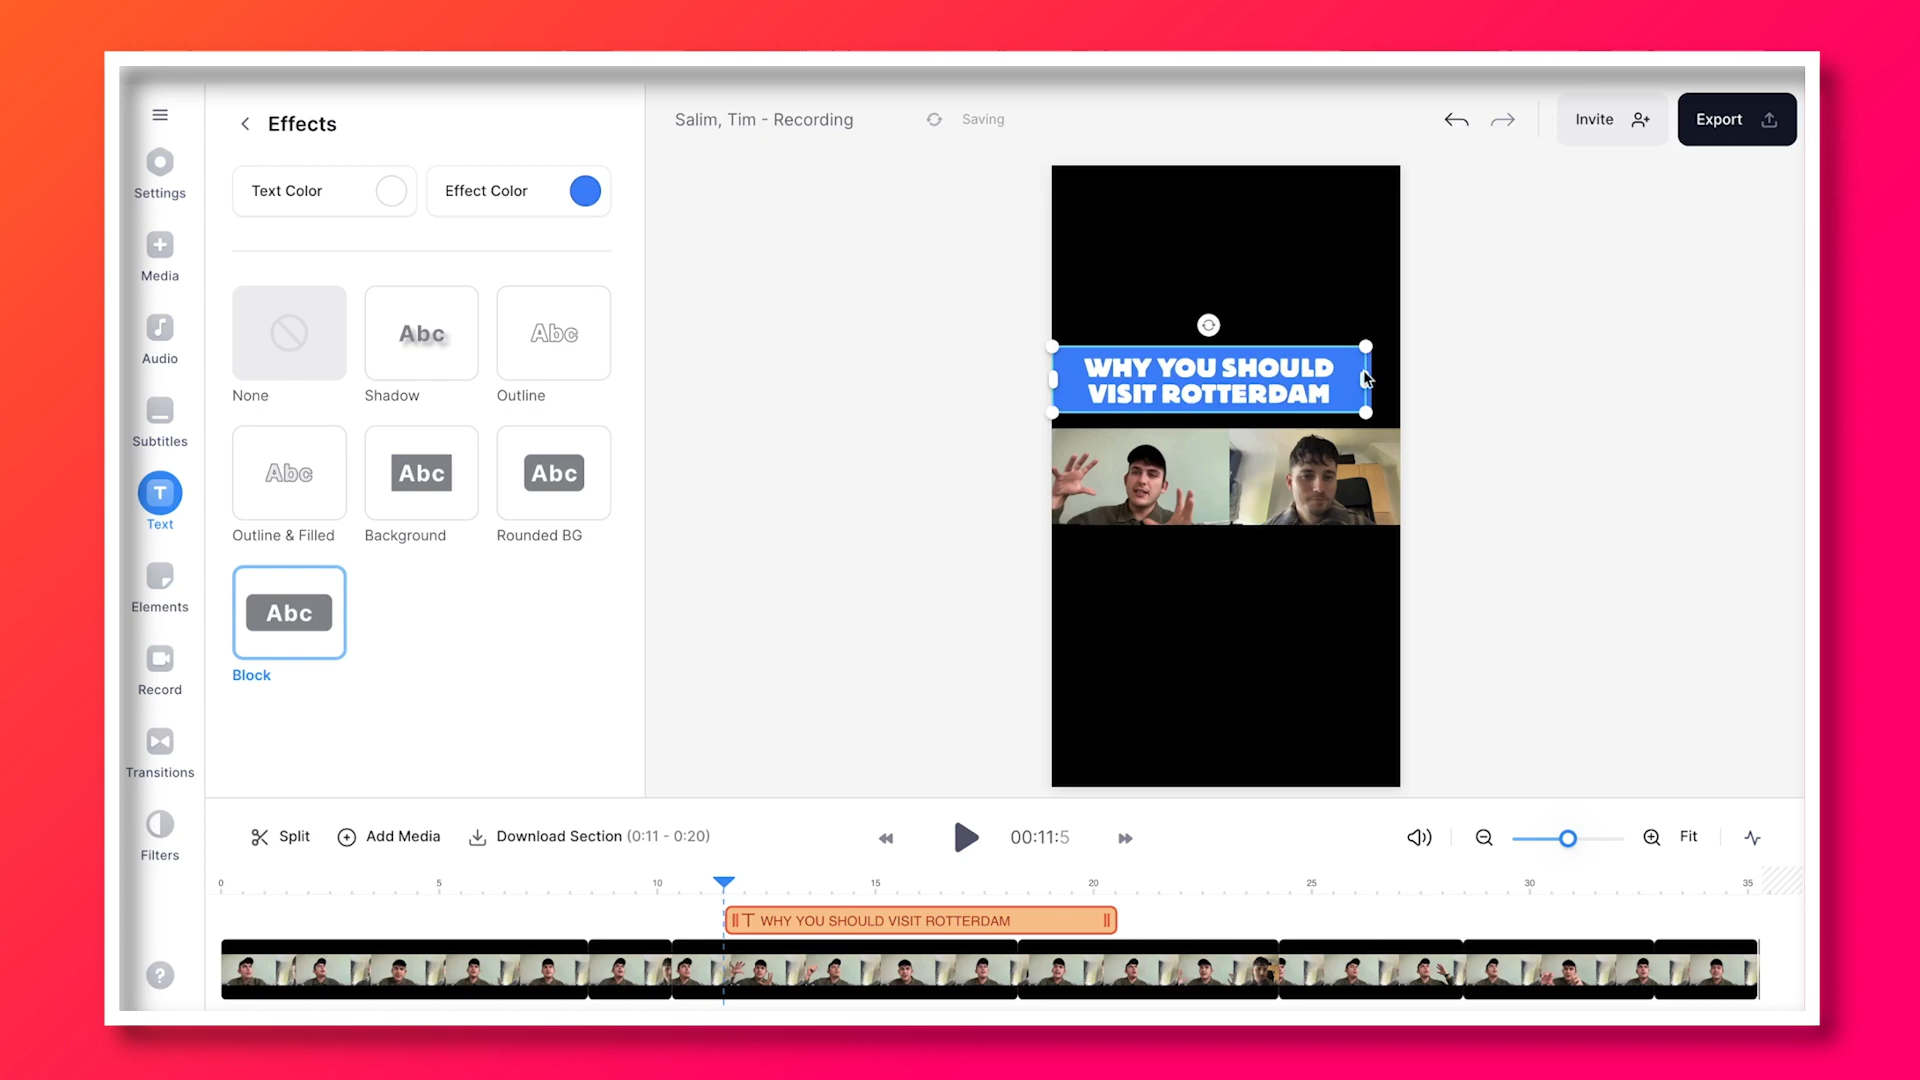 Effects
Salim, Tim - Recording
Saving
Invite
Export
Settings
Text Color
Effect Color
Media
Audio
Abc
Abc
None
Shadow
Outline
WHY YOU SHOULD
VISIT ROTTERDAM
Subtitles
Abc
Abc
Abc
T
Text
Outline & Filled
Background
Rounded BG
Elements
Abc
Block
Record
Transitions
Filters
Split
Add Media
Download Section (0:11 - 0:20)
00:11:5
Fit
0
5
10
15
20
25
30
35
T WHY YOU SHOULD VISIT ROTTERDAM
?